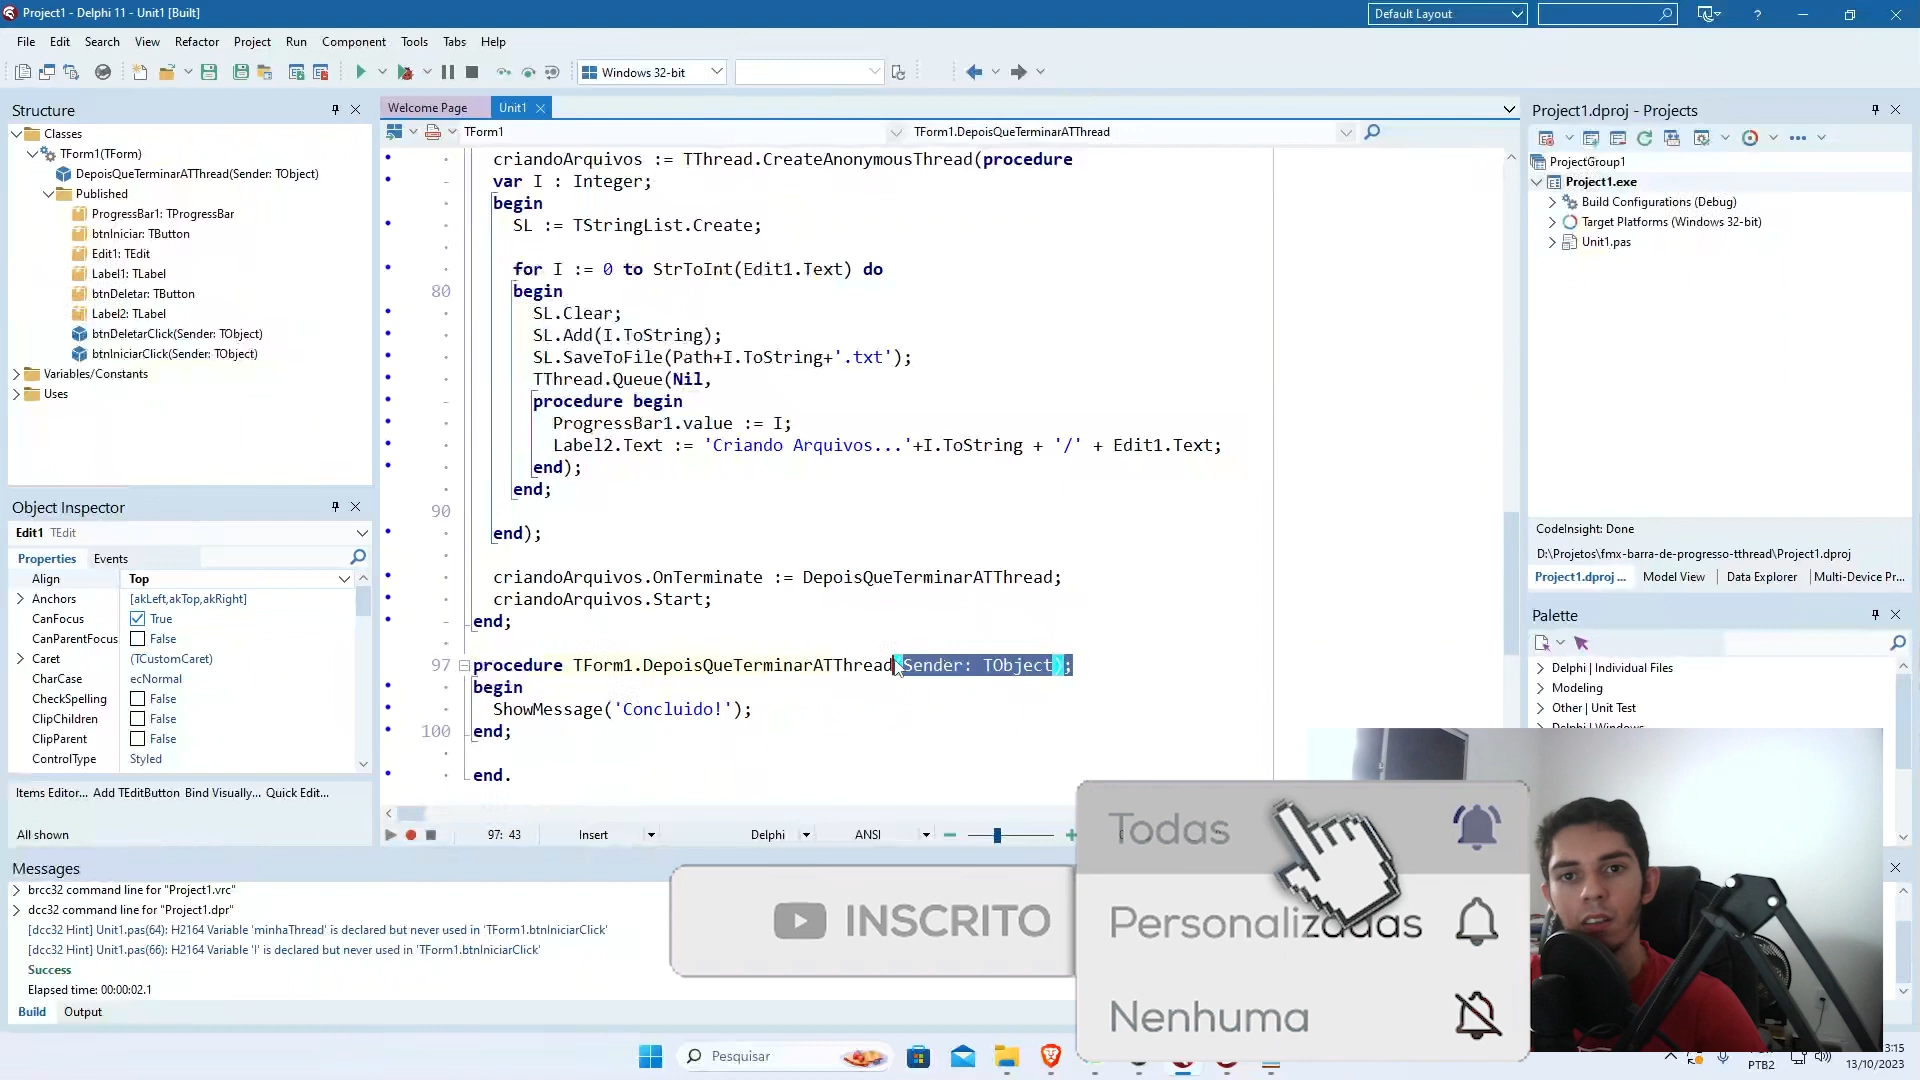 Project1 - Delphi 11 - Unit1 [Built]
Default Layout
File Edit Search View Refactor Project Run Component Tools Tabs Help
Windows 32-bit
Structure
Classes
TForm1(TForm)
DepoisQueTerminarATThread(Sender: TObject)
Published
ProgressBar1: TProgressBar
btnIniciar: TButton
Edit1: TEdit
Label1: TLabel
btnDeletar: TButton
Label2: TLabel
btnDeletarClick(Sender: TObject)
btnIniciarClick(Sender: TObject)
Variables/Constants
Uses
Object Inspector
Edit1 TEdit
Properties Events
Align Top
Anchors [akLeft,akTop,akRight]
CanFocus True
CanParentFocus False
Caret (TCustomCaret)
CharCase ecNormal
CheckSpelling False
ClipChildren False
ClipParent False
ControlType Styled
Items Editor... Add TEditButton Bind Visually... Quick Edit...
All shown
Welcome Page Unit1
TForm1 TForm1.DepoisQueTerminarATThread
criandoArquivos := TThread.CreateAnonymousThread(procedure
var I : Integer;
begin
SL := TStringList.Create;
for I := 0 to StrToInt(Edit1.Text) do
80 begin
SL.Clear;
SL.Add(I.ToString);
SL.SaveToFile(Path+I.ToString+'.txt');
TThread.Queue(Nil,
procedure begin
ProgressBar1.value := I;
Label2.Text := 'Criando Arquivos...'+I.ToString + '/' + Edit1.Text;
end);
end;
90
end);
criandoArquivos.OnTerminate := DepoisQueTerminarATThread;
criandoArquivos.Start;
end;
97 procedure TForm1.DepoisQueTerminarATThread(Sender: TObject);
begin
ShowMessage('Concluido!');
100 end;
end.
97: 43 Insert Delphi ANSI
Project1.dproj - Projects
ProjectGroup1
Project1.exe
Build Configurations (Debug)
Target Platforms (Windows 32-bit)
Unit1.pas
CodeInsight: Done
D:\Projetos\fmx-barra-de-progresso-tthread\Project1.dproj
Project1.dproj ... Model View Data Explorer Multi-Device Pr...
Palette
Delphi | Individual Files
Modeling
Other | Unit Test
Delphi | Windows
Messages
brcc32 command line for "Project1.vrc"
dcc32 command line for "Project1.dpr"
[dcc32 Hint] Unit1.pas(64): H2164 Variable 'minhaThread' is declared but never used in 'TForm1.btnIniciarClick'
[dcc32 Hint] Unit1.pas(66): H2164 Variable 'I' is declared but never used in 'TForm1.btnIniciarClick'
Success
Elapsed time: 00:00:02.1
Build Output
INSCRITO
Todas
Personalizadas
Nenhuma
Pesquisar
PTB2
3:15
13/10/2023